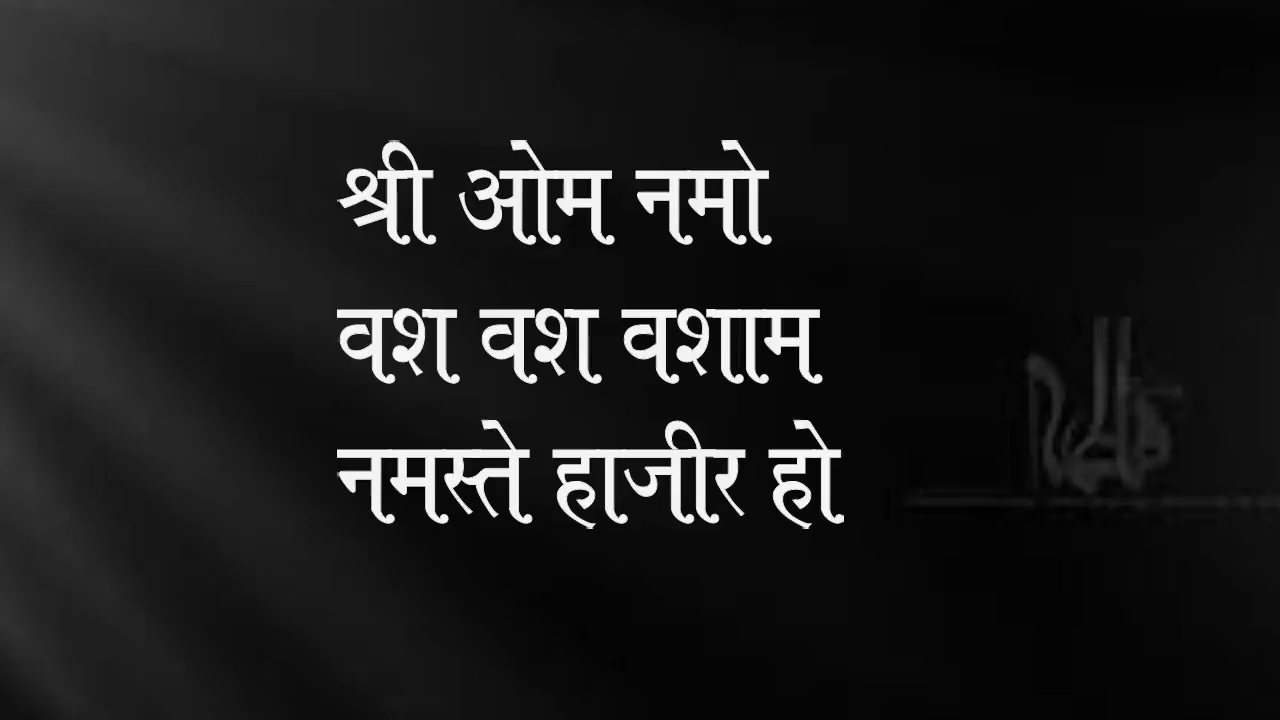 श्री ओम नमो
वश वश वशाम
नमस्ते हाजीर हो